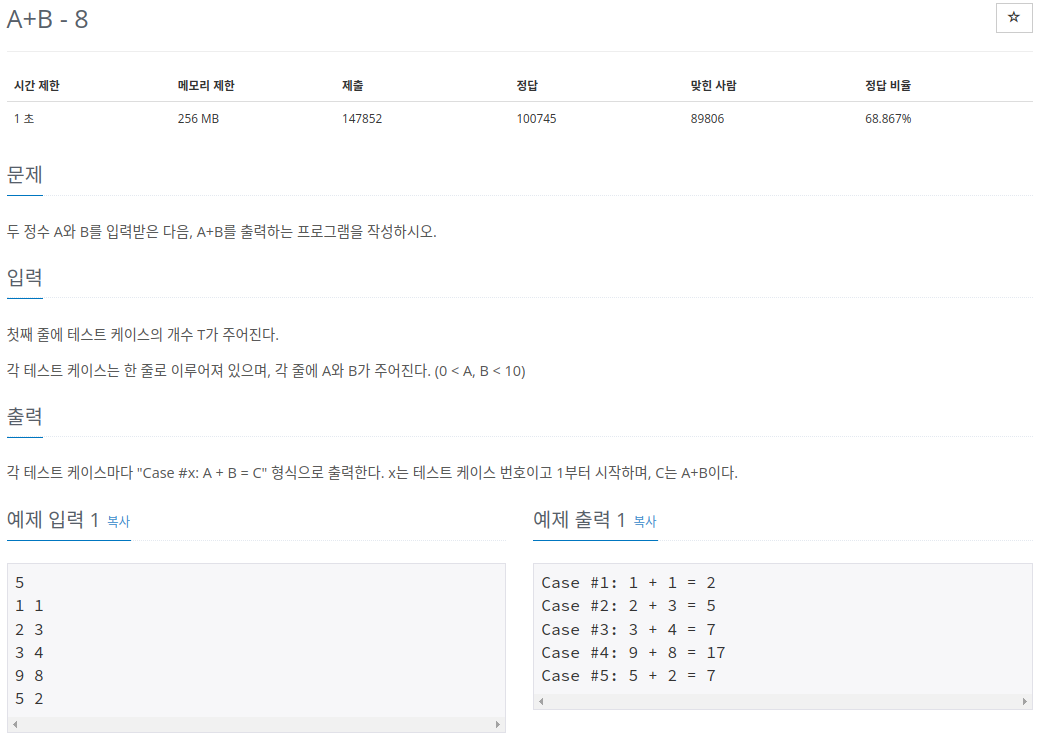 A+B - 8
☆
시간 제한 메모리 제한 제출 정답 맞힌 사람 정답 비율
1 초 256 MB 147852 100745 89806 68.867%
문제
두 정수 A와 B를 입력받은 다음, A+B를 출력하는 프로그램을 작성하시오.
입력
첫째 줄에 테스트 케이스의 개수 T가 주어진다.
각 테스트 케이스는 한 줄로 이루어져 있으며, 각 줄에 A와 B가 주어진다. (0 < A, B < 10)
출력
각 테스트 케이스마다 "Case #x: A + B = C" 형식으로 출력한다. x는 테스트 케이스 번호이고 1부터 시작하며, C는 A+B이다.
예제 입력 1 복사
5
1 1
2 3
3 4
9 8
5 2
예제 출력 1 복사
Case #1: 1 + 1 = 2
Case #2: 2 + 3 = 5
Case #3: 3 + 4 = 7
Case #4: 9 + 8 = 17
Case #5: 5 + 2 = 7